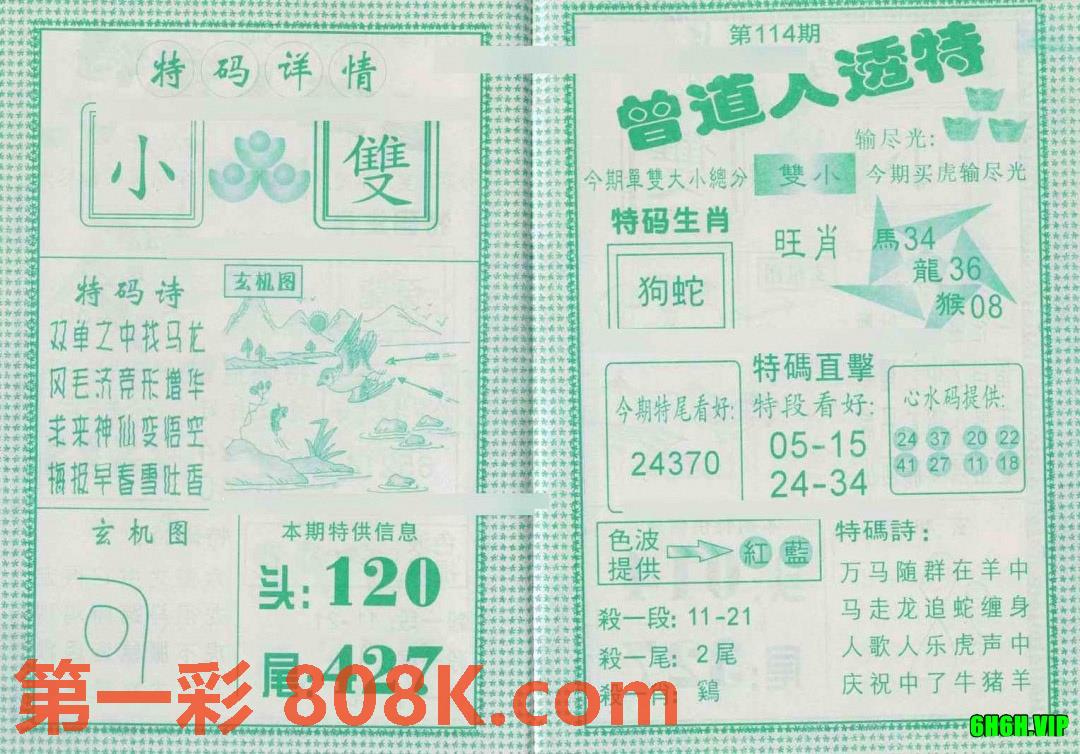 特码详情
小 雙
特码诗
双单之中找马龙
风毛济竞形增华
未来神仙变悟空
梅报早春雪吐香
玄机图
玄机图
本期特供信息
头:120
尾:427
第114期
曾道人透特
输尽光:
今期單雙大小總分 雙小 今期买虎输尽光
特码生肖
狗蛇
旺肖
馬34
龍36
猴08
今期特尾看好:
24370
特碼直擊
特段看好:
05-15
24-34
心水码提供:
24 37 20 22
41 27 11 18
色波
提供
紅 藍
殺一段: 11-21
殺一尾: 2尾
殺一肖: 鷄
特碼詩:
万马随群在羊中
马走龙追蛇缠身
人歌人乐虎声中
庆祝中了牛猪羊
第一彩 808K.com
6H6H.VIP